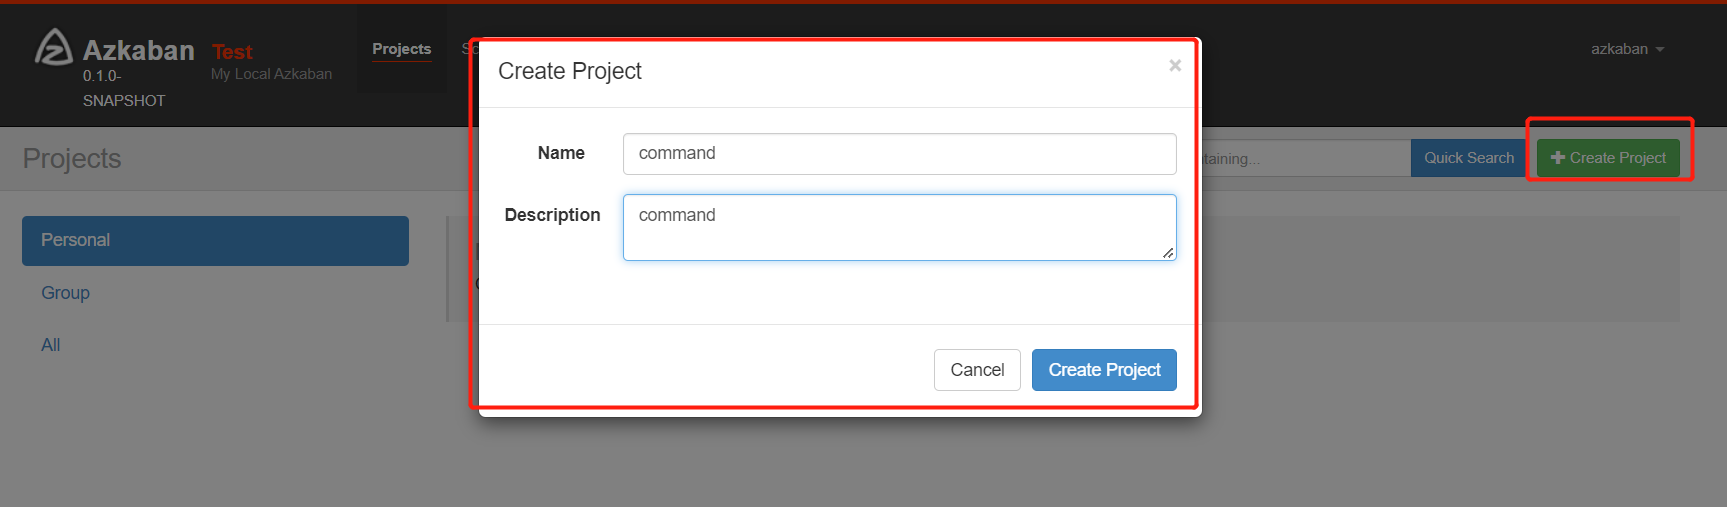 Azkaban
Test
0.1.0-
SNAPSHOT
My Local Azkaban
Projects
azkaban
Create Project
×
Name
command
Description
command
Cancel
Create Project
Projects
taining...
Quick Search
Create Project
Personal
Group
All